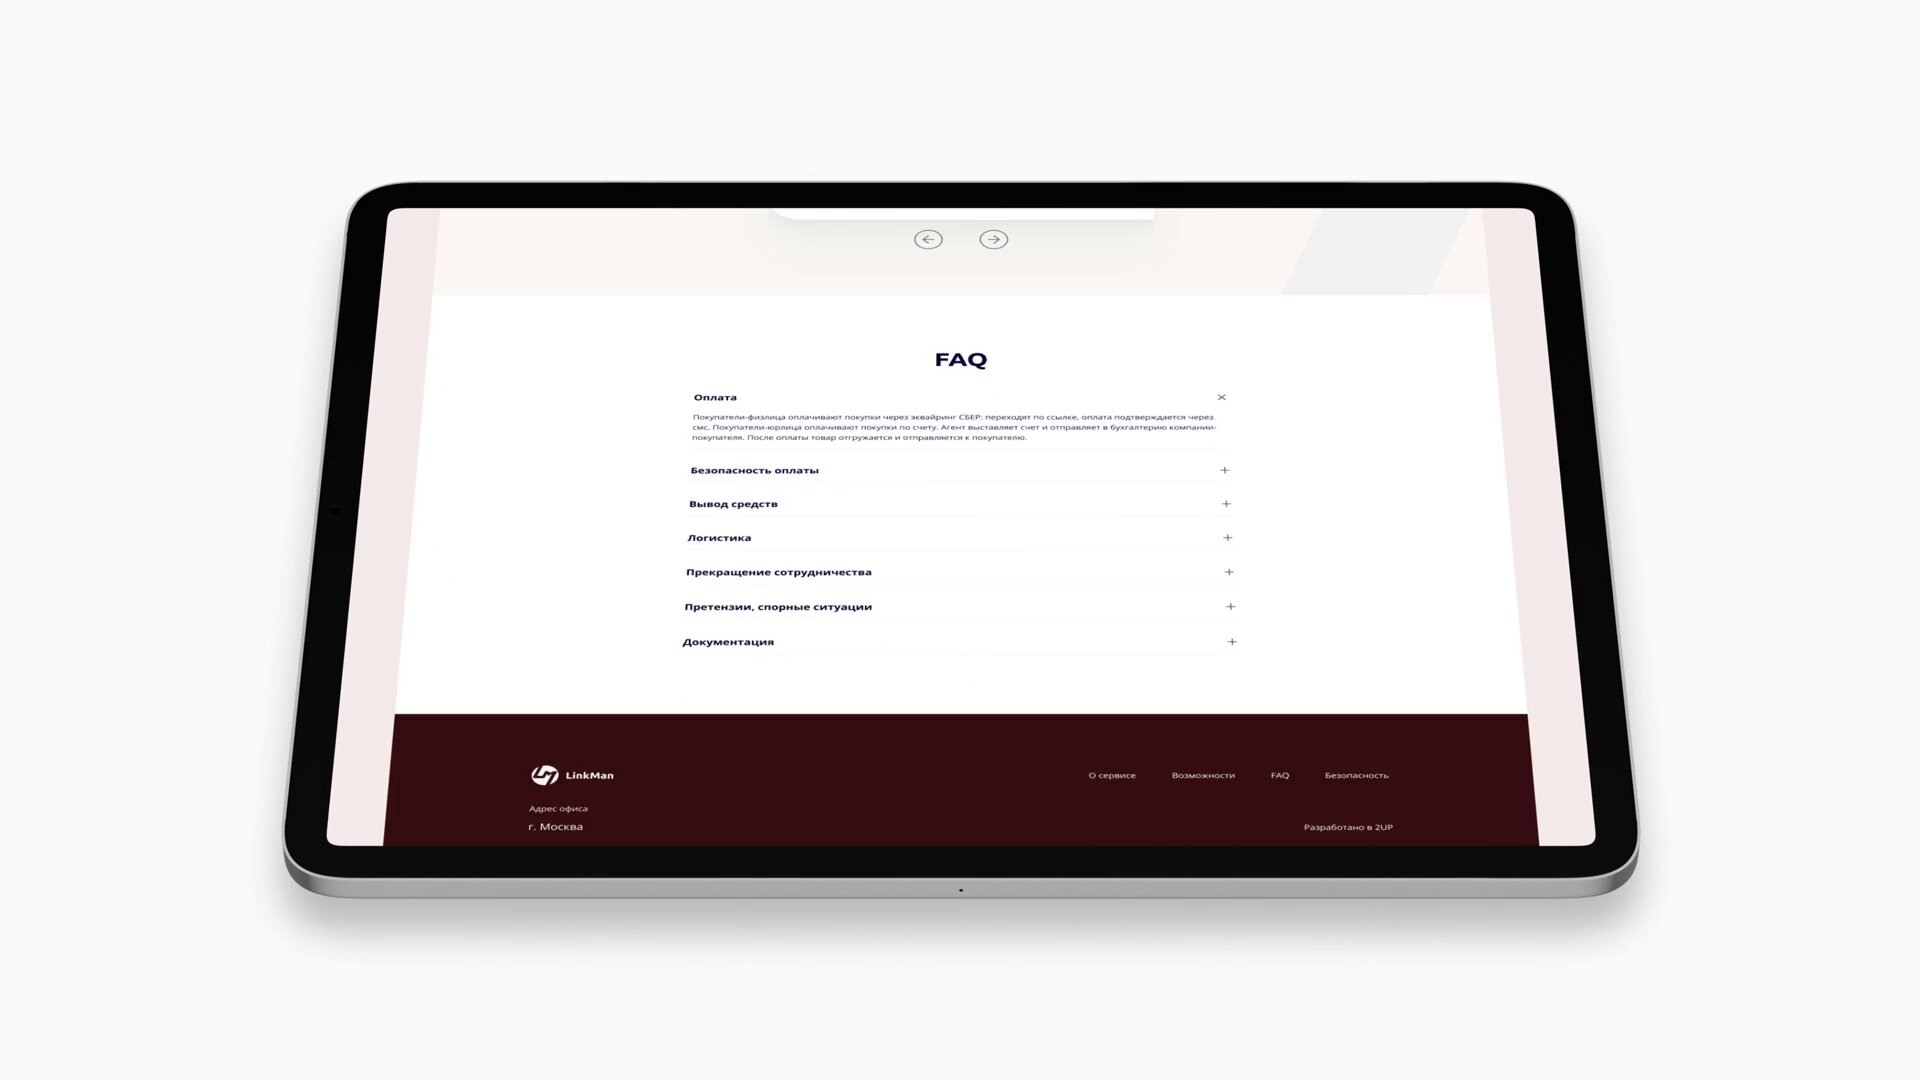 FAQ
Оплата
Покупатели-физлица оплачивают покупки через эквайринг СБЕР: переходят по ссылке, оплата подтверждается через
смс. Покупатели-юрлица оплачивают покупки по счету. Агент выставляет счет и отправляет в бухгалтерию компании-
покупателя. После оплаты товар отгружается и отправляется к покупателю.
Безопасность оплаты
Вывод средств
Логистика
Прекращение сотрудничества
Претензии, спорные ситуации
Документация
LinkMan
О сервисе Возможности FAQ Безопасность
Адрес офиса
г. Москва
Разработано в 2UP